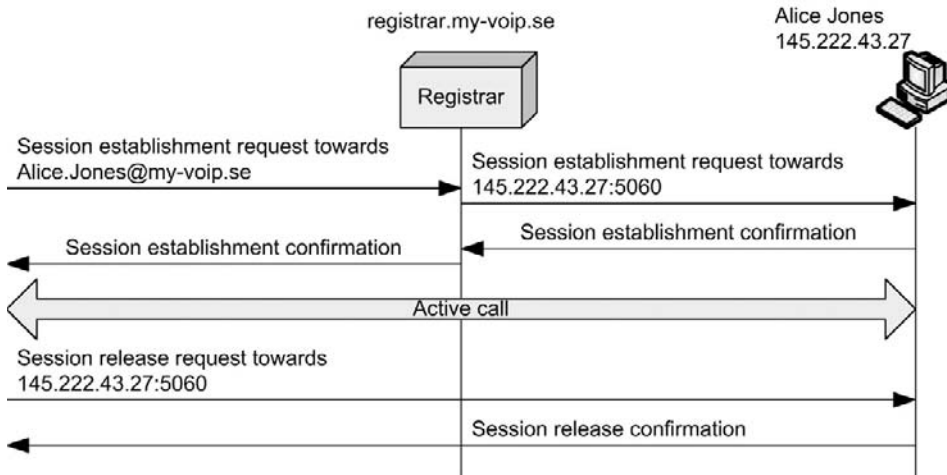 registrar.my-voip.se
Alice Jones
145.222.43.27
Registrar
Session establishment request towards
Alice.Jones@my-voip.se
Session establishment request towards
145.222.43.27:5060
Session establishment confirmation
Session establishment confirmation
Active call
Session release request towards
145.222.43.27:5060
Session release confirmation